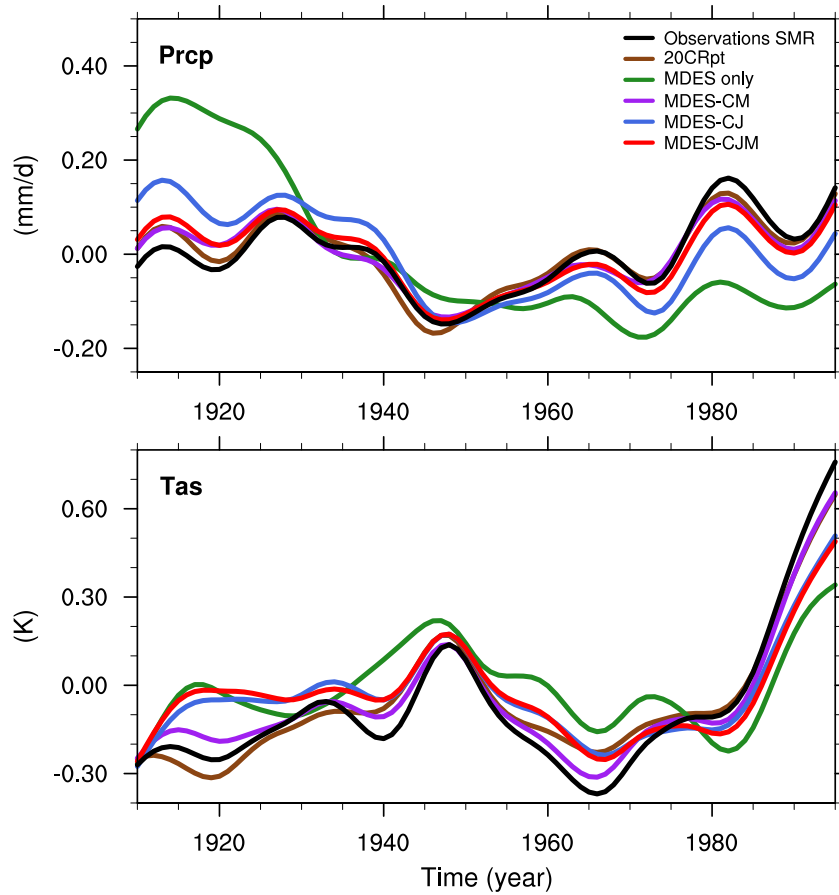 Prcp
Observations SMR
20CRpt
MDES only
MDES-CM
MDES-CJ
MDES-CJM
0.40
0.20
0.00
-0.20
(mm/d)
1920
1940
1960
1980
Tas
0.60
0.30
0.00
-0.30
(K)
1920
1940
1960
1980
Time (year)